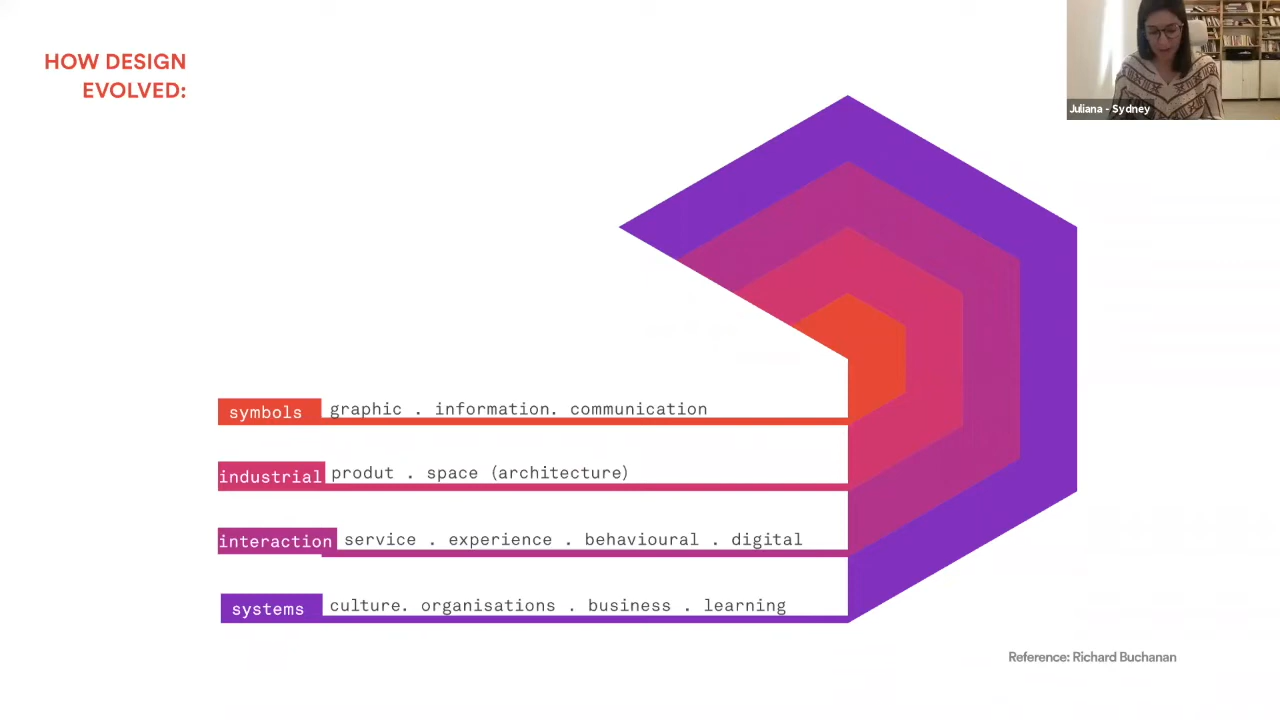 HOW DESIGN
EVOLVED:
Juliana - Sydney
symbols graphic . information. communication
industrial produt . space (architecture)
interaction service . experience . behavioural . digital
systems culture. organisations . business . learning
Reference: Richard Buchanan